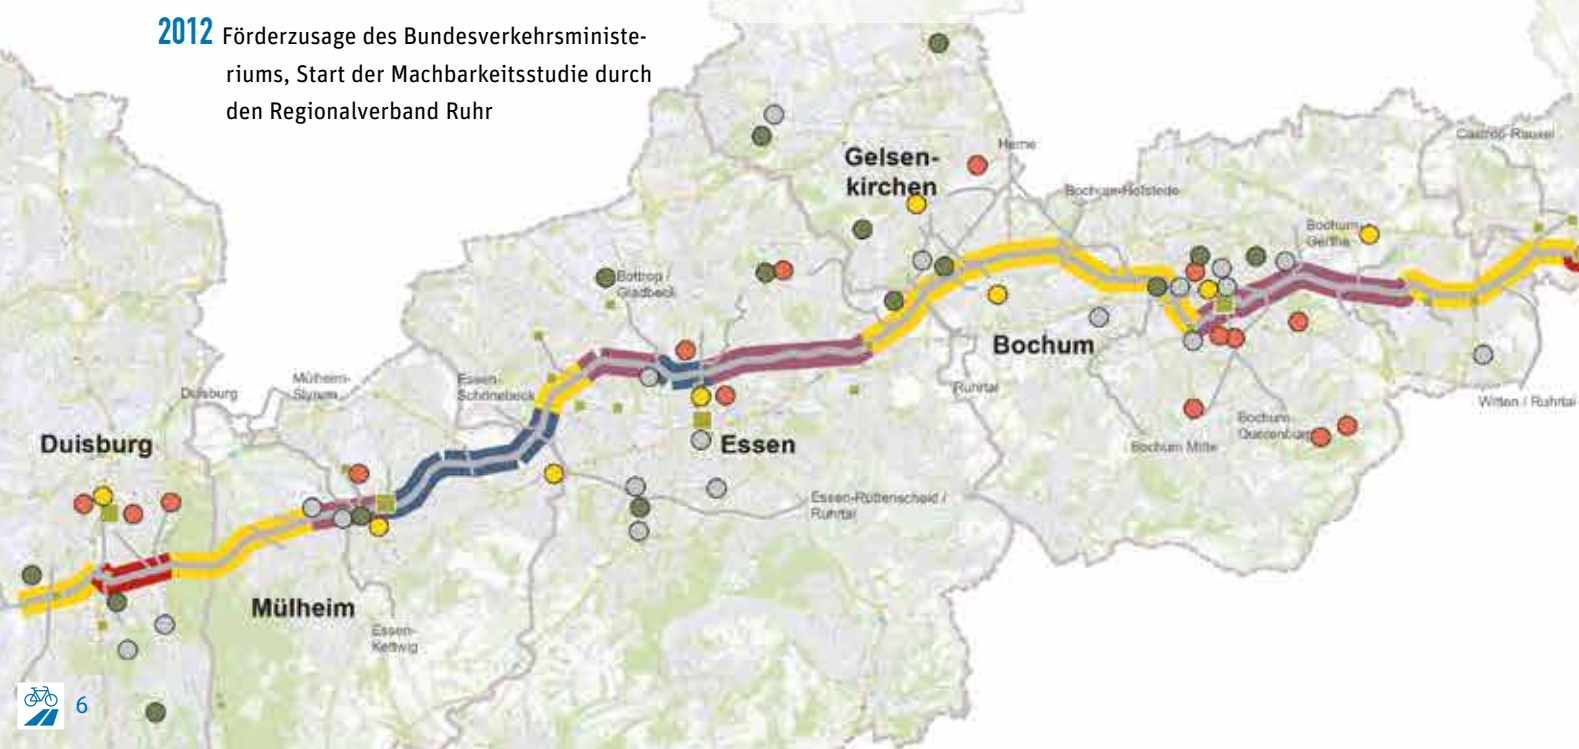 2012 Förderzusage des Bundesverkehrsministe-
riums, Start der Machbarkeitsstudie durch
den Regionalverband Ruhr
Gelsen-
kirchen
Herne
Castrop-Rauxel
Bochum-Hofstede
Bochum-
Gerthe
Bottrop /
Gladbeck
Bochum
Duisburg
Mülheim-
Styrum
Essen-
Schönebeck
Ruhrtal
Witten / Ruhrtal
Duisburg
Essen
Bochum-
Querenburg
Bochum Mitte
Essen-Rüttenscheid /
Ruhrtal
Mülheim
Essen-
Kettwig
6